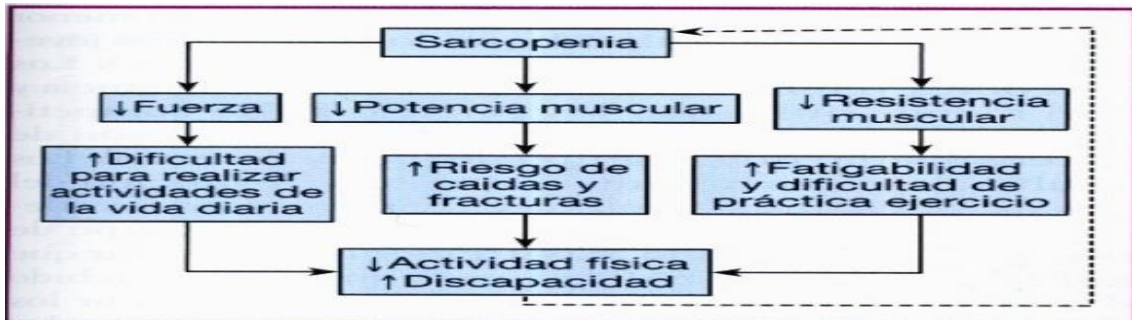 Sarcopenia
↓Fuerza
↓Potencia muscular
↓Resistencia
muscular
↑Dificultad
para realizar
actividades de
la vida diaria
↑Riesgo de
caidas y
fracturas
↑Fatigabilidad
y dificultad de
práctica ejercicio
↓Actividad física
↑Discapacidad